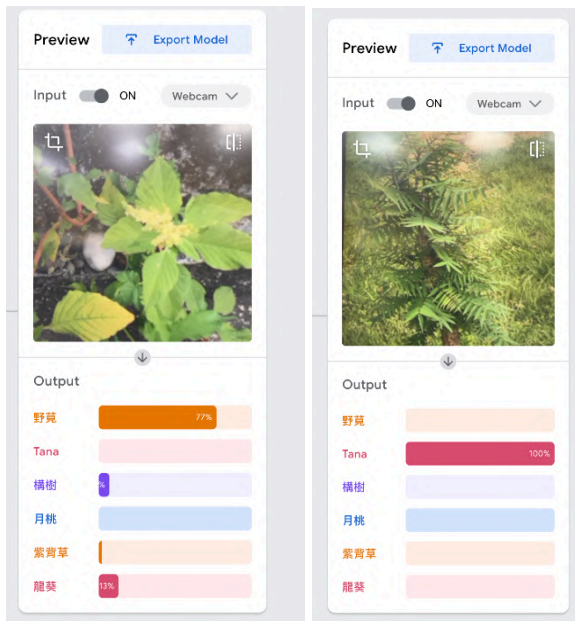 Preview
Export Model
Input
ON
Webcam
Output
野莧
77%
Tana
構樹
%
月桃
紫背草
龍葵
13%
Preview
Export Model
Input
ON
Webcam
Output
野莧
Tana
100%
構樹
月桃
紫背草
龍葵